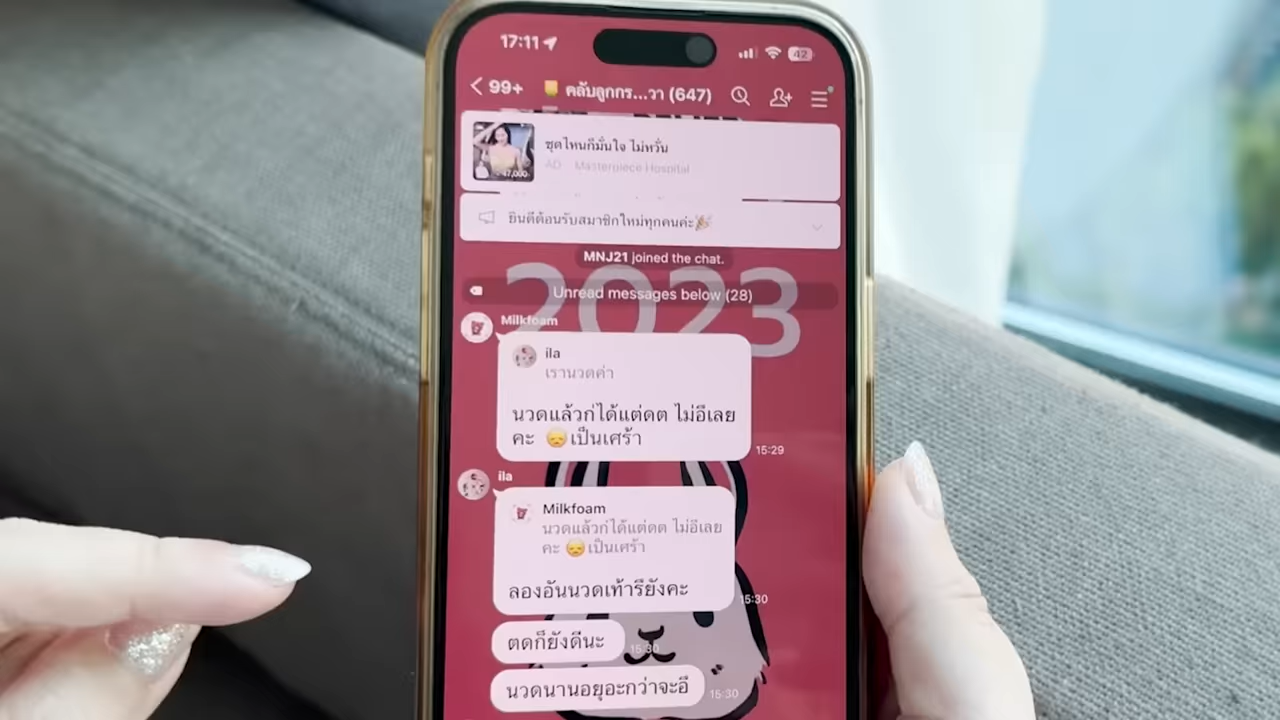 17:11
42
99+
คลับลูกกร...วา (647)
ชุดไหนก็มั่นใจ ไม่หวั่น
AD Masterpiece Hospital
47,000
ยินดีต้อนรับสมาชิกใหม่ทุกคนค่ะ🎉
MNJ21 joined the chat.
2023
Unread messages below (28)
Milkfoam
ila
เรานวดค่า
นวดแล้วก่ได้แต่ดต ไม่อึเลย
คะ 😞เป็นเศร้า
15:29
ila
Milkfoam
นวดแล้วก่ได้แต่ดต ไม่อึเลย
คะ 😞เป็นเศร้า
ลองอันนวดเท้ารึยังคะ
15:30
ตดก็ยังดีนะ
15:30
นวดนานอยุอะกว่าจะอึ
15:30